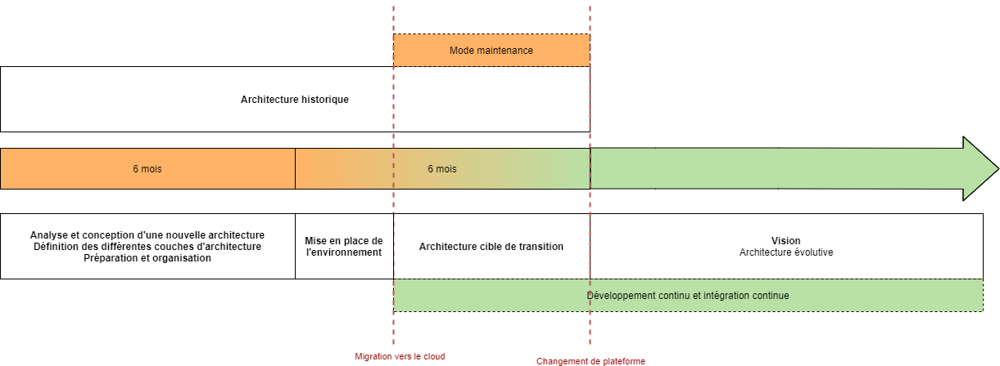 Mode maintenance
Architecture historique
6 mois
6 mois
Analyse et conception d'une nouvelle architecture
Définition des différentes couches d'architecture
Préparation et organisation
Mise en place de
l'environnement
Architecture cible de transition
Vision
Architecture évolutive
Développement continu et intégration continue
Migration vers le cloud
Changement de plateforme